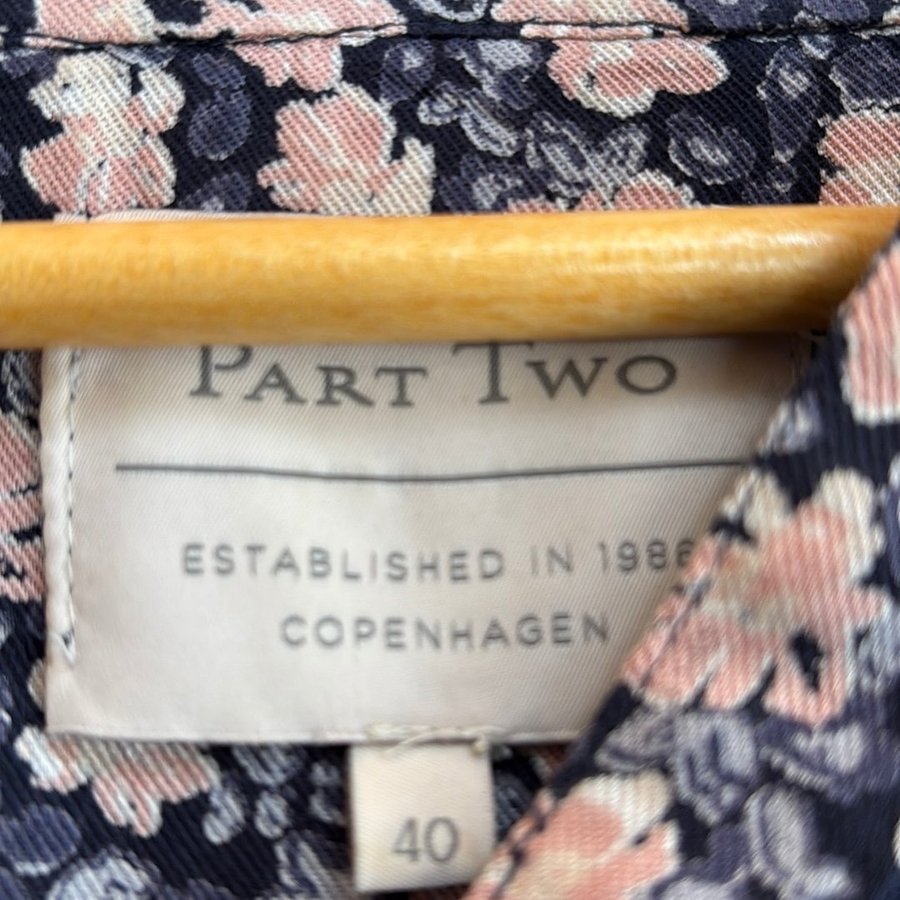 PART TWO
ESTABLISHED IN 1986
COPENHAGEN
40